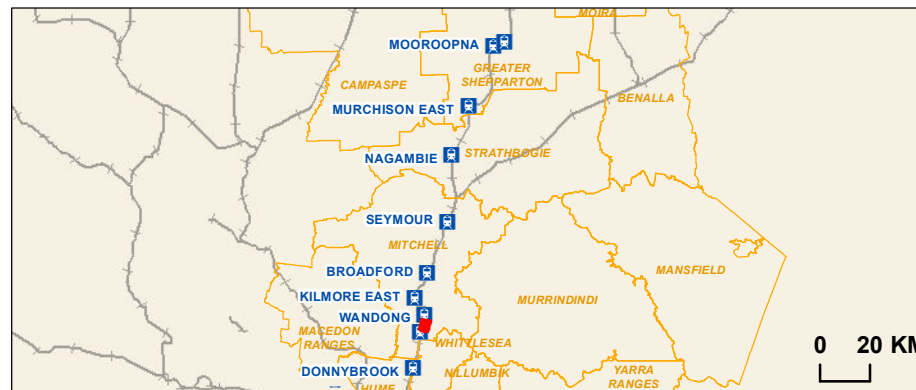 MOIRA
MOOROOPNA
GREATER
SHEPPARTON
CAMPASPE
BENALLA
MURCHISON EAST
STRATHBOGIE
NAGAMBIE
SEYMOUR
MITCHELL
BROADFORD
MANSFIELD
KILMORE EAST
MURRINDINDI
WANDONG
MACEDON
RANGES
WHITTLESEA
0 20 KM
DONNYBROOK
NILLUMBIK
YARRA
RANGES
HUME